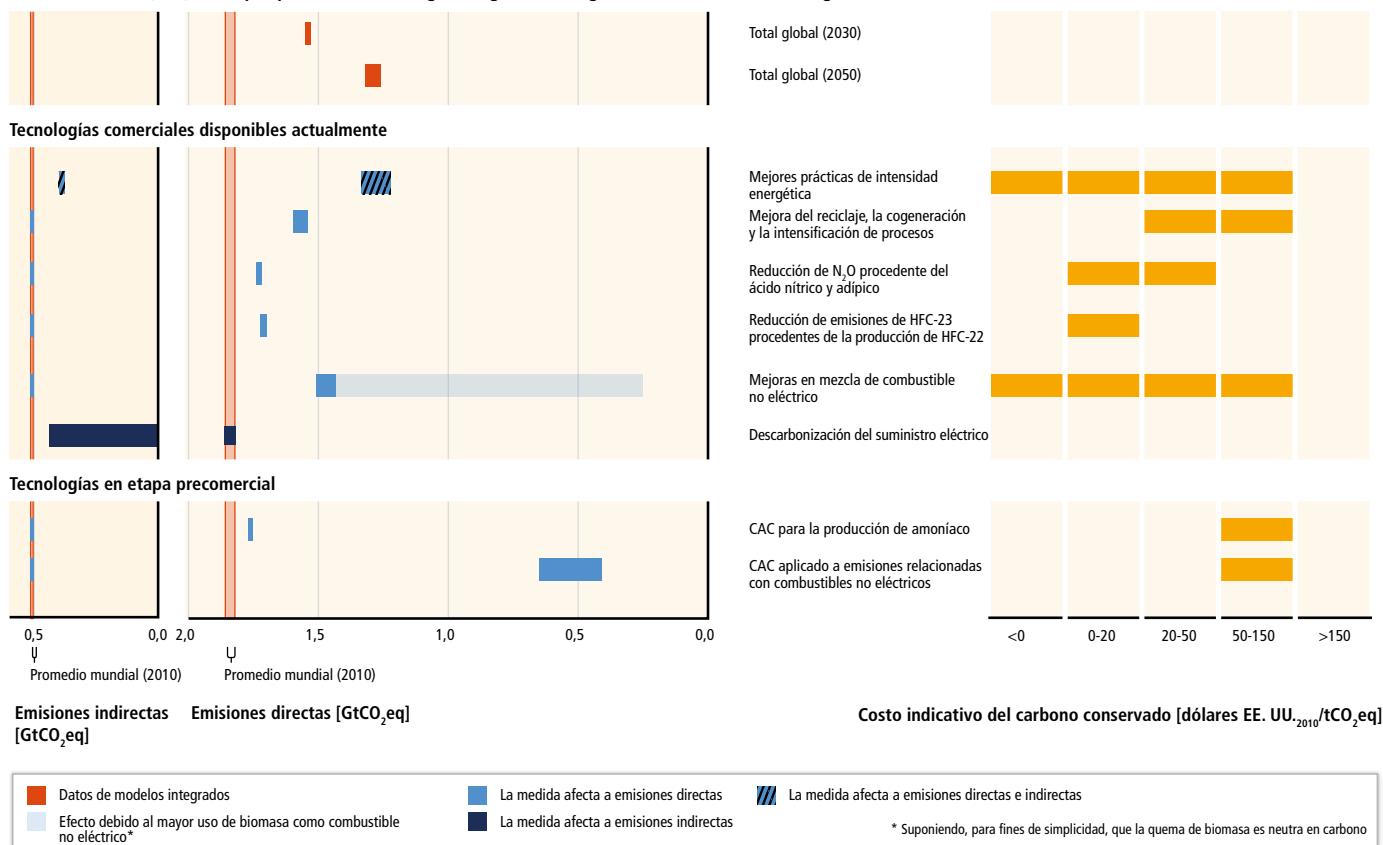 Total global (2030)
Total global (2050)
Tecnologías comerciales disponibles actualmente
Mejores prácticas de intensidad
energética
Mejora del reciclaje, la cogeneración
y la intensificación de procesos
Reducción de N₂O procedente del
ácido nítrico y adípico
Reducción de emisiones de HFC-23
procedentes de la producción de HFC-22
Mejoras en mezcla de combustible
no eléctrico
Descarbonización del suministro eléctrico
Tecnologías en etapa precomercial
CAC para la producción de amoníaco
CAC aplicado a emisiones relacionadas
con combustibles no eléctricos
0,5 0,0 2,0 1,5 1,0 0,5 0,0 <0 0-20 20-50 50-150 >150
Promedio mundial (2010) Promedio mundial (2010)
Emisiones indirectas
[GtCO₂eq]
Emisiones directas [GtCO₂eq]
Costo indicativo del carbono conservado [dólares EE. UU.₂₀₁₀/tCO₂eq]
Datos de modelos integrados
Efecto debido al mayor uso de biomasa como combustible
no eléctrico*
La medida afecta a emisiones directas
La medida afecta a emisiones indirectas
La medida afecta a emisiones directas e indirectas
* Suponiendo, para fines de simplicidad, que la quema de biomasa es neutra en carbono